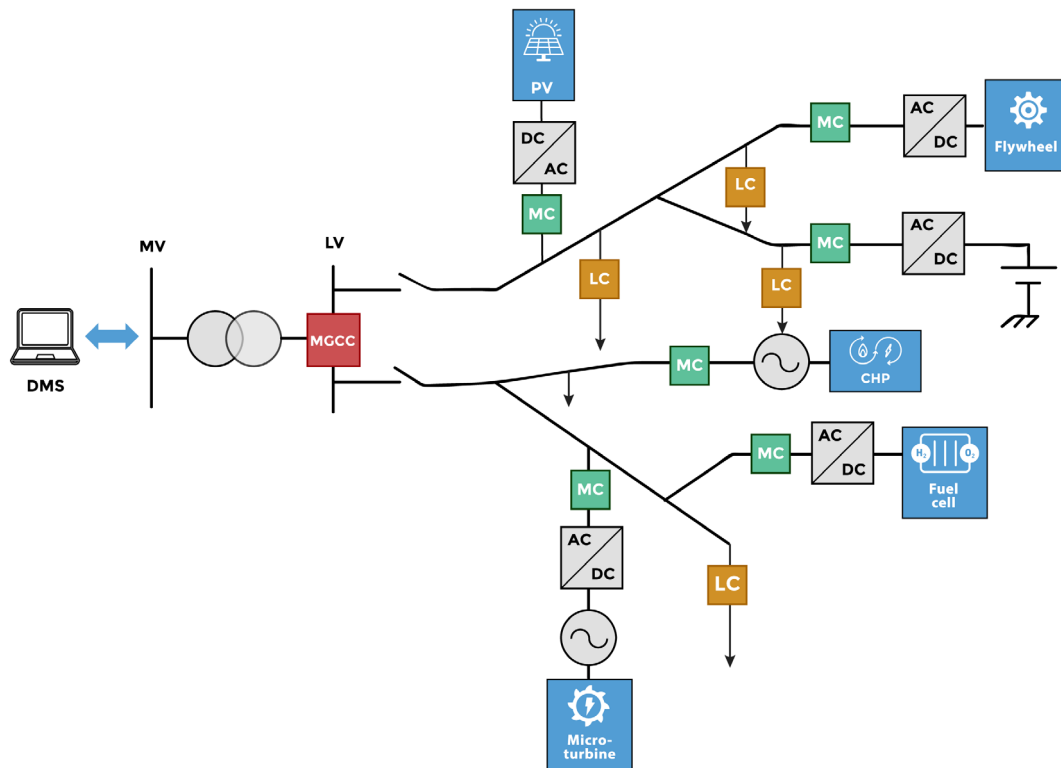 PV
DC
AC
MC
MC
AC
DC
Flywheel
LC
MV
LV
LC
MC
AC
DC
LC
DMS
MGCC
MC
CHP
MC
AC
DC
H₂
O₂
Fuel
cell
MC
AC
DC
LC
Micro-
turbine